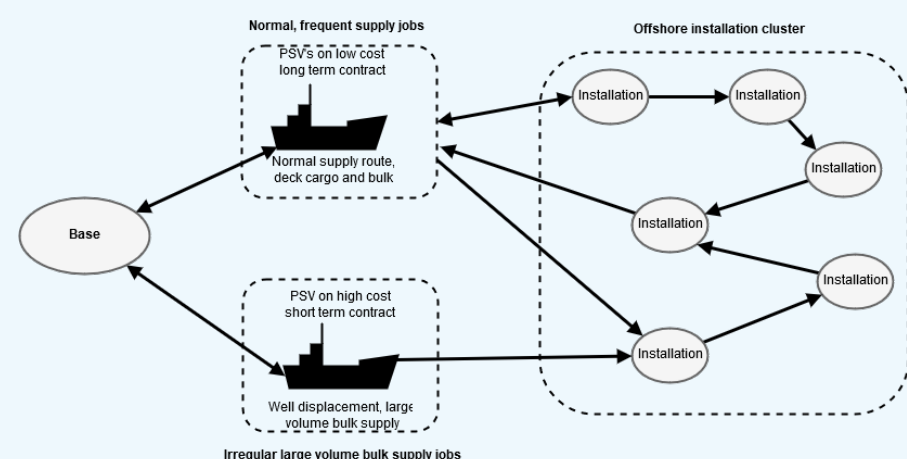 Normal, frequent supply jobs
Offshore installation cluster
PSV's on low cost
long term contract
Normal supply route,
deck cargo and bulk
Installation
Installation
Installation
Installation
Installation
Installation
Base
PSV on high cost
short term contract
Well displacement, large
volume bulk supply
Irregular large volume bulk supply jobs